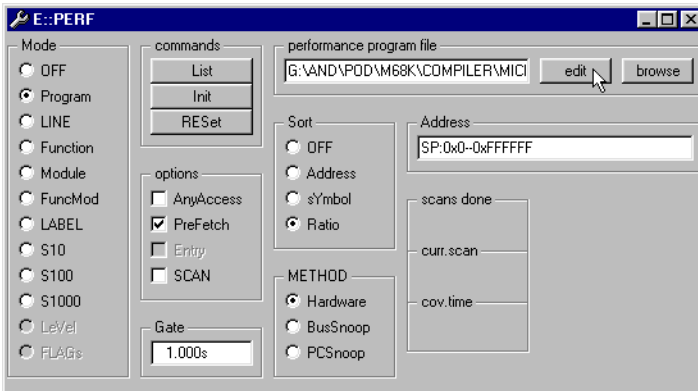 E::PERF
Mode
OFF
Program
LINE
Function
Module
FuncMod
LABEL
S10
S100
S1000
LeVel
FLAGs
commands
List
Init
RESet
options
AnyAccess
PreFetch
Entry
SCAN
Gate
1.000s
performance program file
G:\AND\POD\M68K\COMPILER\MICI
edit
browse
Sort
OFF
Address
sYmbol
Ratio
METHOD
Hardware
BusSnoop
PCSnoop
Address
SP:0x0--0xFFFFFF
scans done
curr.scan
cov.time